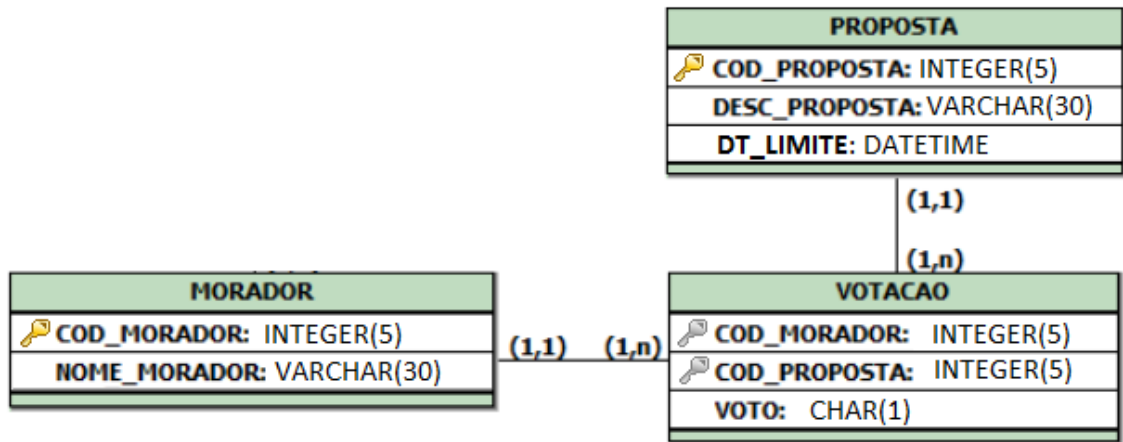 PROPOSTA
COD_PROPOSTA: INTEGER(5)
DESC_PROPOSTA: VARCHAR(30)
DT_LIMITE: DATETIME
(1,1)
(1,n)
MORADOR
COD_MORADOR: INTEGER(5)
NOME_MORADOR: VARCHAR(30)
(1,1) (1,n)
VOTACAO
COD_MORADOR: INTEGER(5)
COD_PROPOSTA: INTEGER(5)
VOTO: CHAR(1)